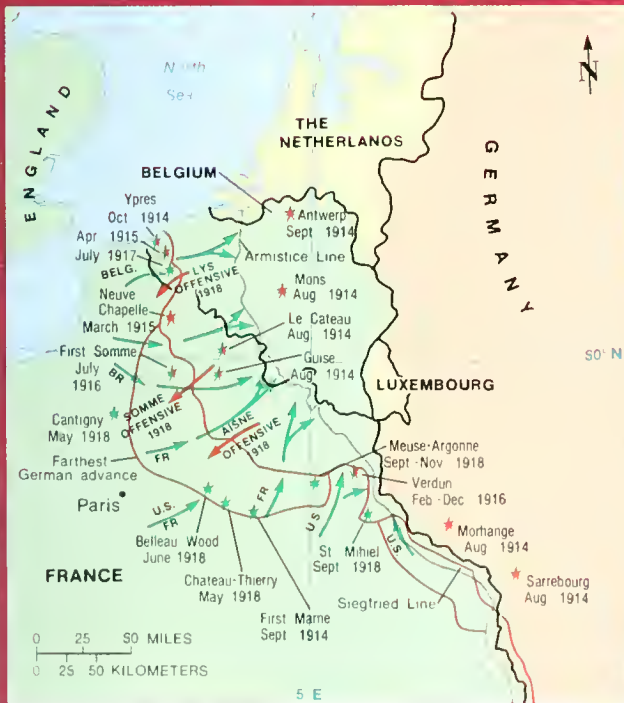 N
North
Sea
ENGLAND
THE
NETHERLANDS
GERMANY
BELGIUM
Ypres
Oct 1914
Apr 1915
July 1917
Antwerp
Sept 1914
BELG.
LYS
OFFENSIVE
1918
Armistice Line
Mons
Aug 1914
Neuve
Chapelle
March 1915
Le Cateau
Aug 1914
First Somme
July
1916
Guise
Aug 1914
50° N
BR
LUXEMBOURG
SOMME
OFFENSIVE
1918
Cantigny
May 1918
AISNE
OFFENSIVE
1918
Meuse-Argonne
Sept-Nov 1918
Farthest
German advance
FR
Verdun
Feb-Dec 1916
Paris
U.S.
FR
FR
U.S.
U.S.
Belleau Wood
June 1918
St Mihiel
Sept 1918
Morhange
Aug 1914
FRANCE
Chateau-Thierry
May 1918
Siegfried Line
Sarrebourg
Aug 1914
First Marne
Sept 1914
0 25 50 MILES
0 25 50 KILOMETERS
5 E